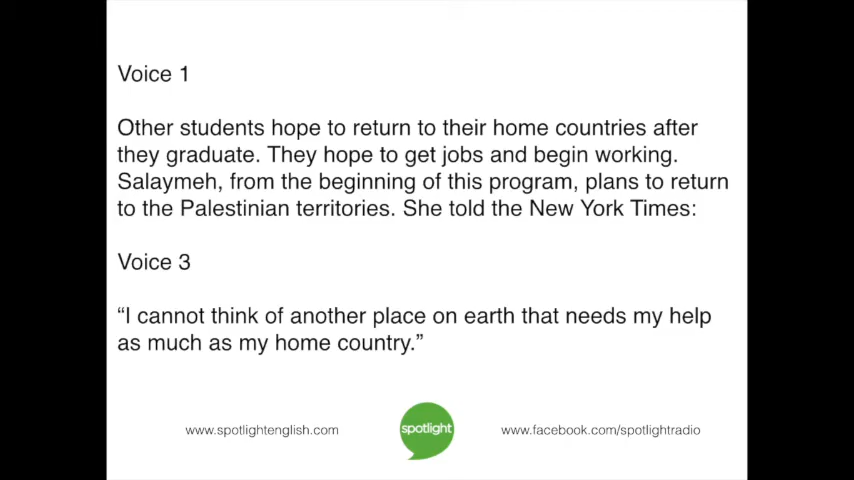 Voice 1
Other students hope to return to their home countries after
they graduate. They hope to get jobs and begin working.
Salaymeh, from the beginning of this program, plans to return
to the Palestinian territories. She told the New York Times:
Voice 3
“I cannot think of another place on earth that needs my help
as much as my home country.”
www.spotlightenglish.com
spotlight
www.facebook.com/spotlightradio